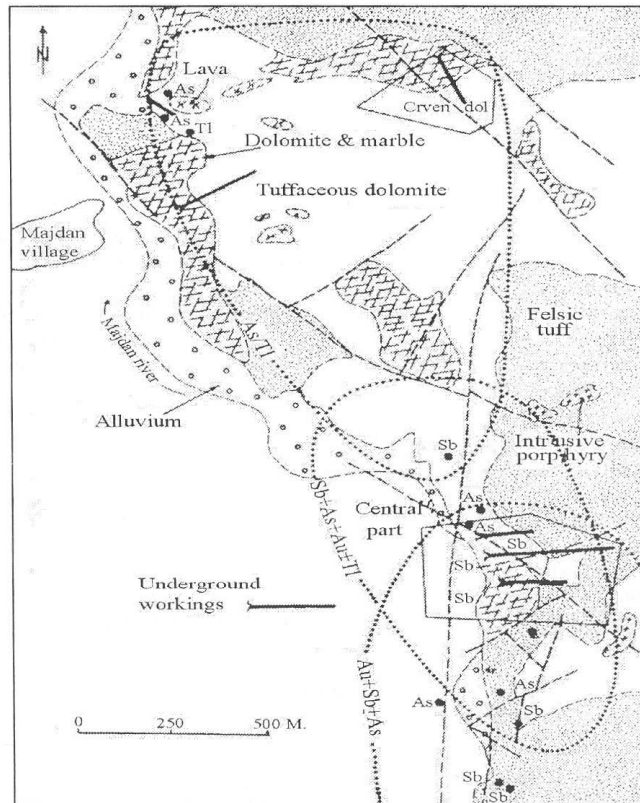 N
Lava
As
As
Tl
Crven dol
Dolomite & marble
Tuffaceous dolomite
Majdan
village
Majdan river
As/Tl
Felsic
tuff
Alluvium
Intrusive
porphyry
Sb
As
Central
part
As
Sb
Sb
Sb
Sb±As±Au±Tl
Underground
workings
Au±Sb±As
As
As
Sb
0
250
500 M.
Sb
Sb